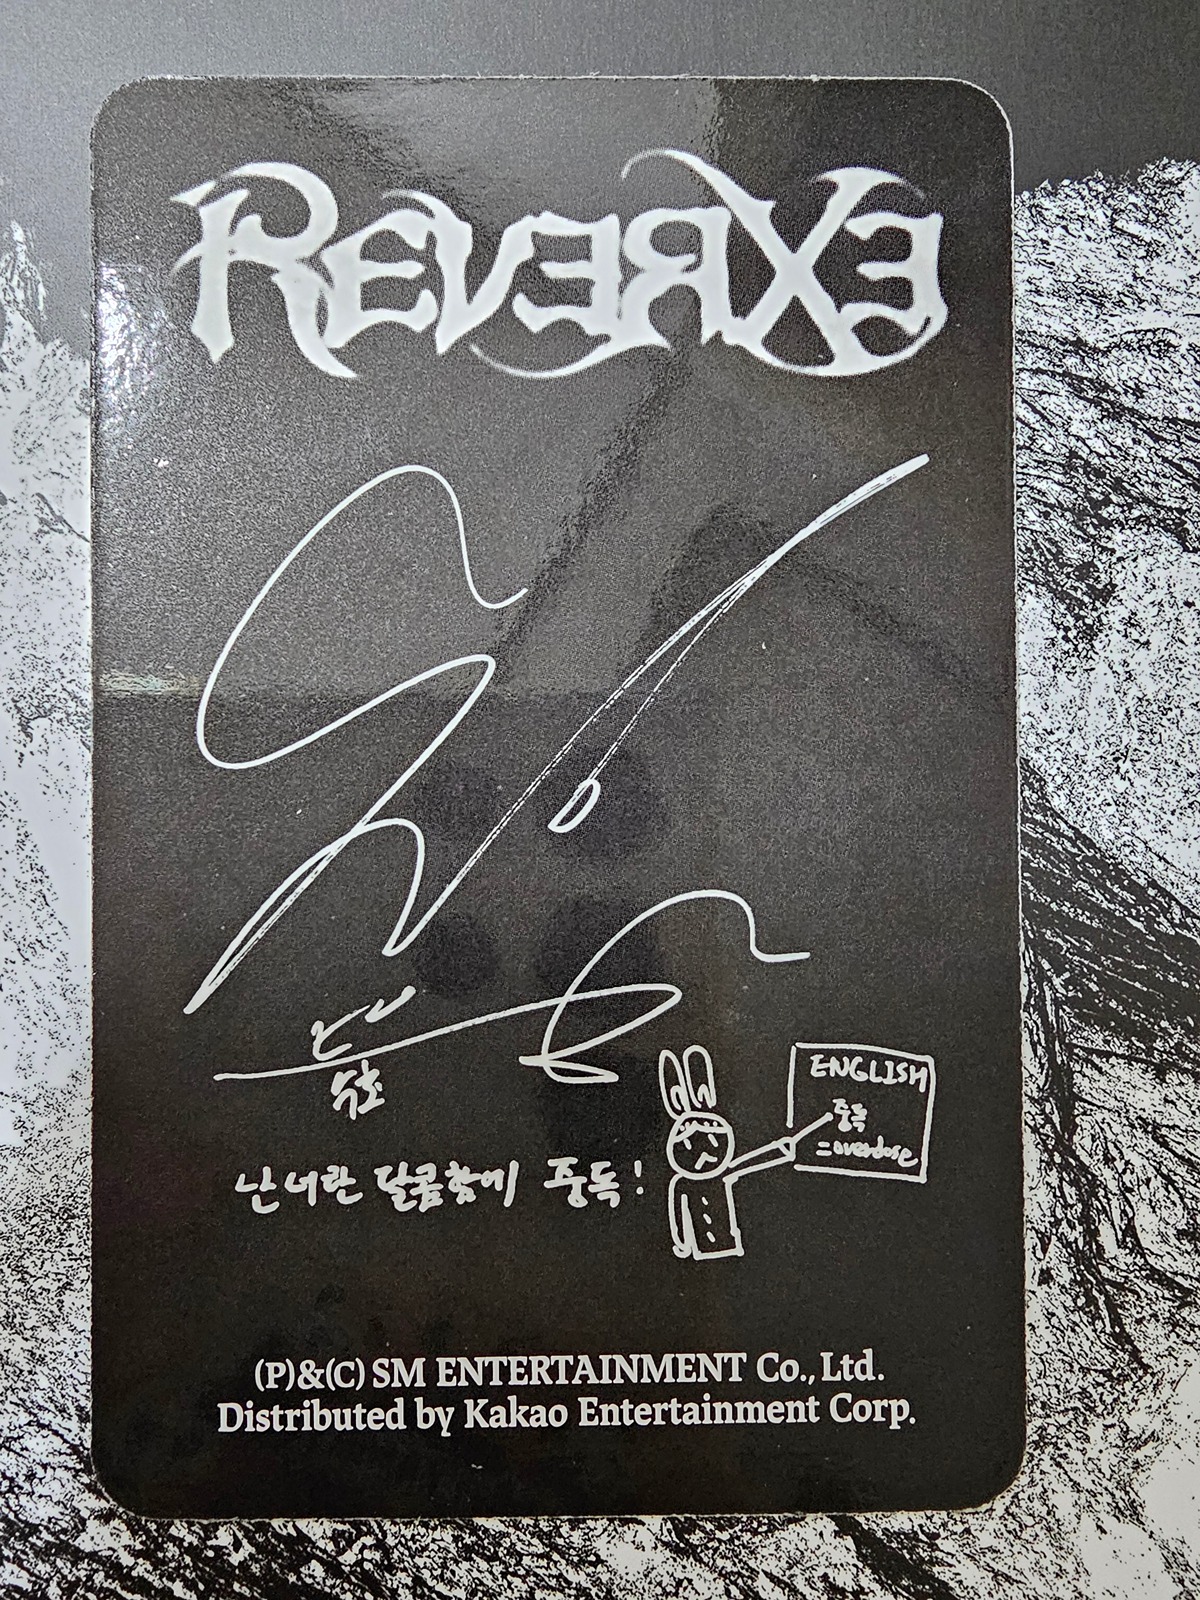 REVERXE
수호
난 너란 달콤함에 중독!
ENGLISH
중독
=overdose
(P)&(C) SM ENTERTAINMENT Co., Ltd.
Distributed by Kakao Entertainment Corp.